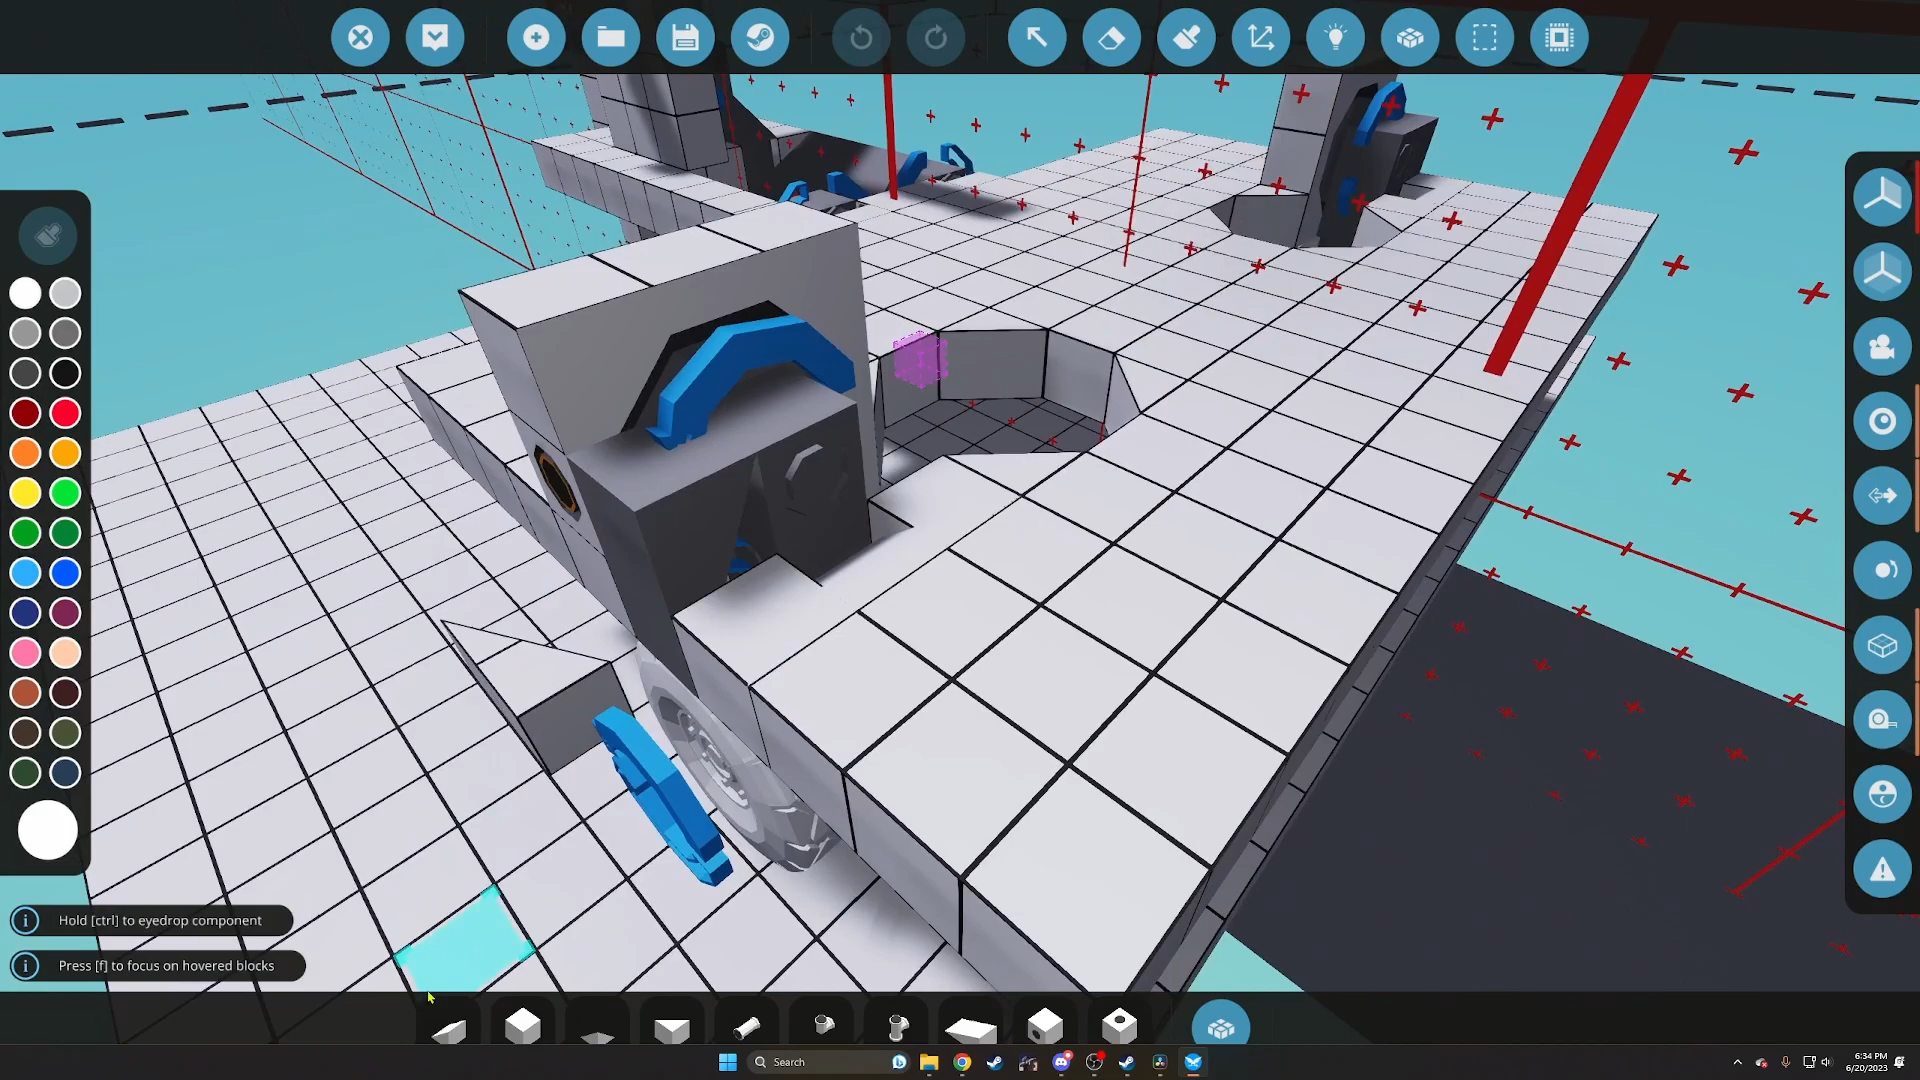 Hold [ctrl] to eyedrop component
Press [f] to focus on hovered blocks
Search
6:34 PM
6/20/2023